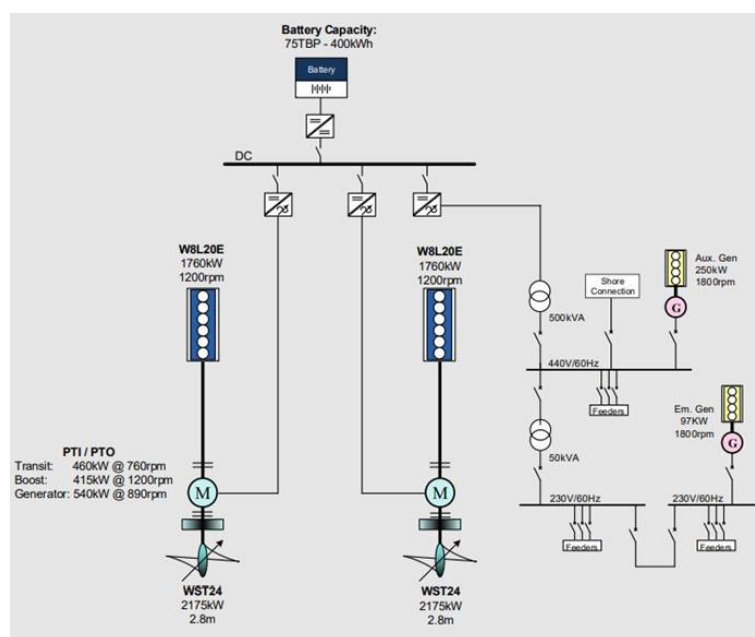 Battery Capacity:
75TBP - 400kWh
Battery
DC
W8L20E
1760kW
1200rpm
W8L20E
1760kW
1200rpm
Aux. Gen
250kW
1800rpm
G
Shore
Connection
500kVA
440V/60Hz
Feeders
Em. Gen
97KW
1800rpm
G
50kVA
PTI / PTO
Transit: 460kW @ 760rpm
Boost: 415kW @ 1200rpm
Generator: 540kW @ 890rpm
M
M
230V/60Hz
230V/60Hz
Feeders
Feeders
WST24
2175kW
2.8m
WST24
2175kW
2.8m